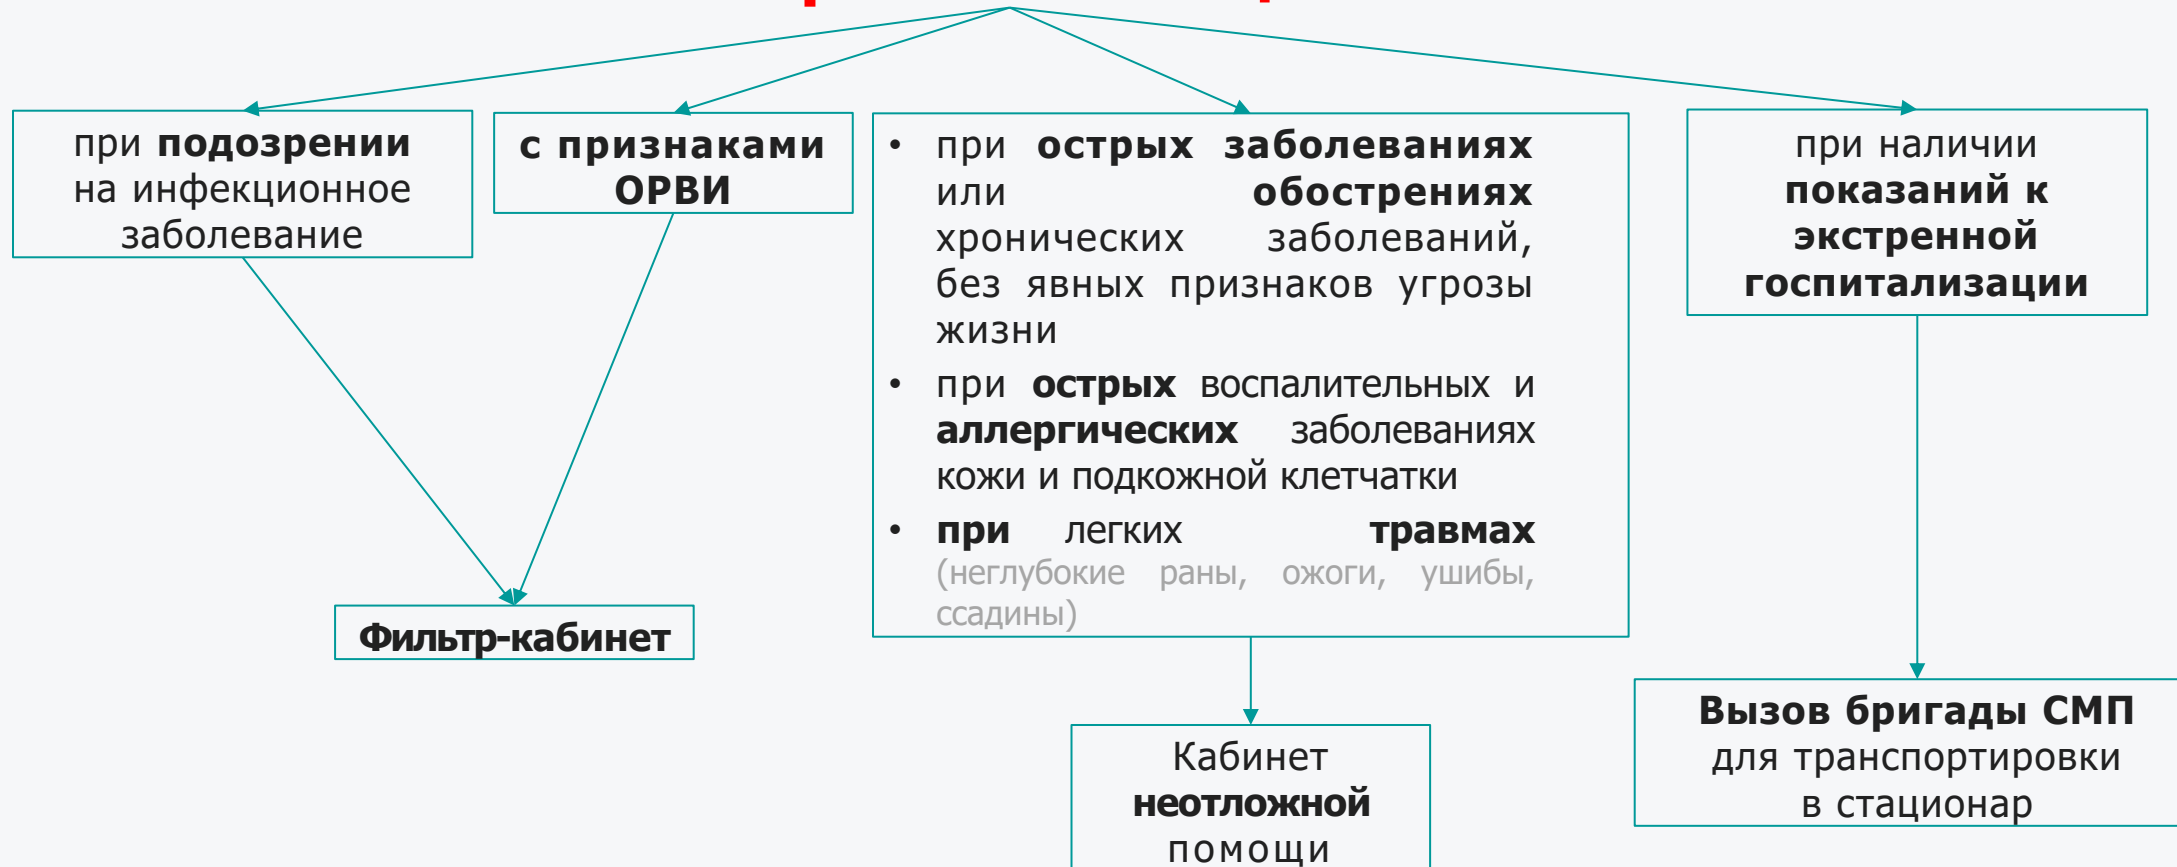 при подозрении
на инфекционное
заболевание
с признаками
ОРВИ
• при острых заболеваниях
или обострениях
хронических заболеваний,
без явных признаков угрозы
жизни
• при острых воспалительных и
аллергических заболеваниях
кожи и подкожной клетчатки
• при легких травмах
(неглубокие раны, ожоги, ушибы,
ссадины)
при наличии
показаний к
экстренной
госпитализации
Фильтр-кабинет
Кабинет
неотложной
помощи
Вызов бригады СМП
для транспортировки
в стационар